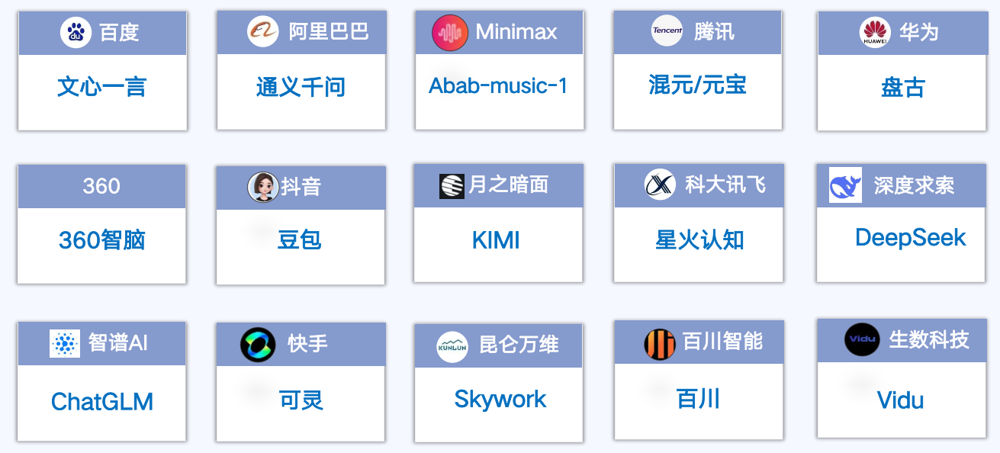 du 百度
阿里巴巴
Minimax
Tencent 腾讯
HUAWEI 华为
文心一言
通义千问
Abab-music-1
混元/元宝
盘古
360
抖音
月之暗面
科大讯飞
深度求索
360智脑
豆包
KIMI
星火认知
DeepSeek
智谱AI
快手
KUNLUN 昆仑万维
百川智能
Vidu 生数科技
ChatGLM
可灵
Skywork
百川
Vidu